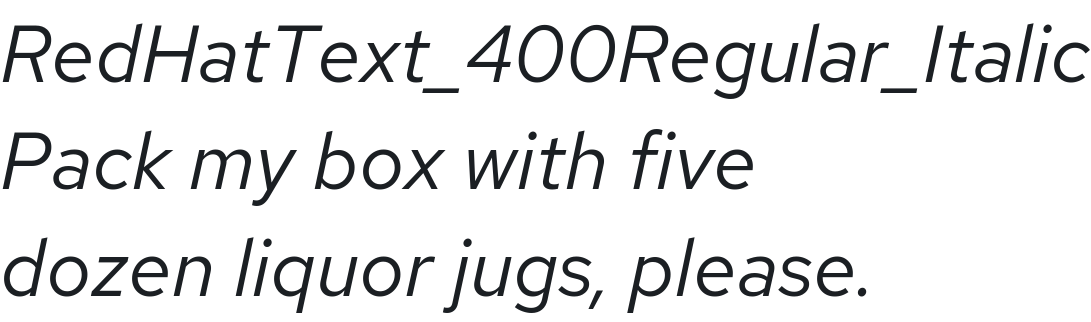 RedHatText_400Regular_Italic
Pack my box with five
dozen liquor jugs, please.